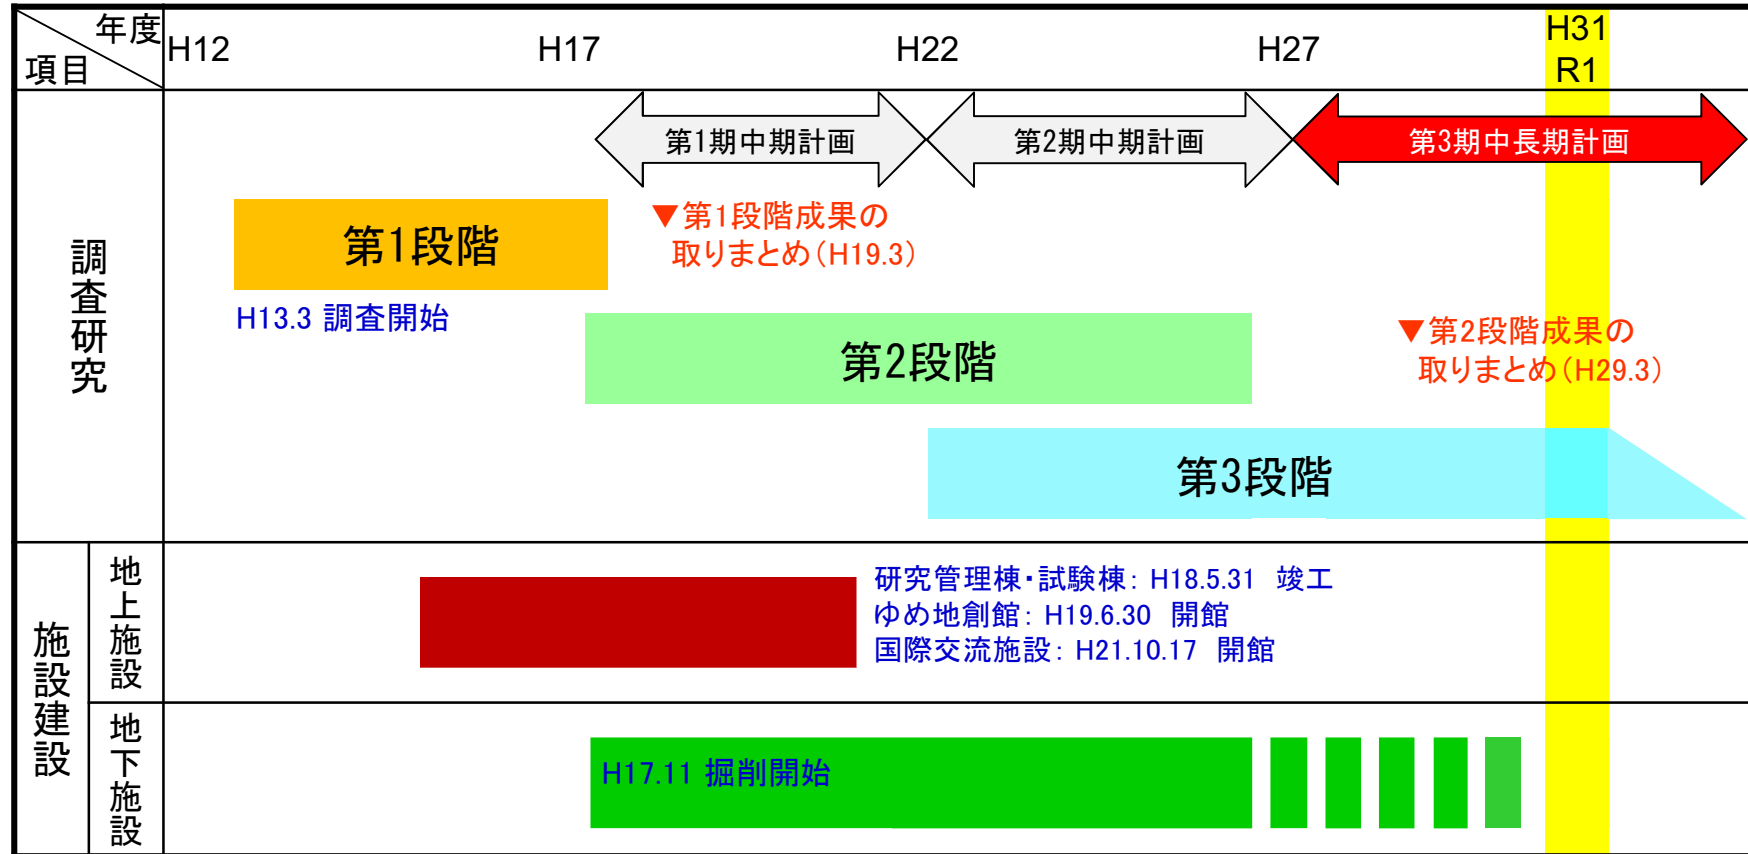 年度
項目
H12
H17
H22
H27
H31
R1
調査研究
第1期中期計画
第2期中期計画
第3期中長期計画
第1段階
▼第1段階成果の
取りまとめ（H19.3）
H13.3 調査開始
第2段階
▼第2段階成果の
取りまとめ（H29.3）
第3段階
施設建設
地上施設
研究管理棟・試験棟： H18.5.31 竣工
ゆめ地創館： H19.6.30 開館
国際交流施設： H21.10.17 開館
地下施設
H17.11 掘削開始